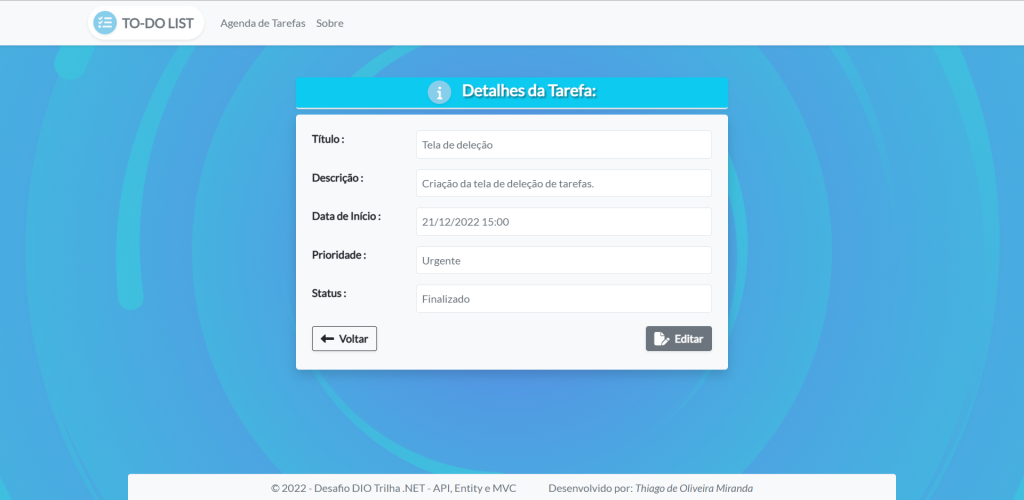 TO-DO LIST Agenda de Tarefas Sobre
Detalhes da Tarefa:
Título : Tela de deleção
Descrição : Criação da tela de deleção de tarefas.
Data de Início : 21/12/2022 15:00
Prioridade : Urgente
Status : Finalizado
Voltar Editar
© 2022 - Desafio DIO Trilha .NET - API, Entity e MVC Desenvolvido por: Thiago de Oliveira Miranda